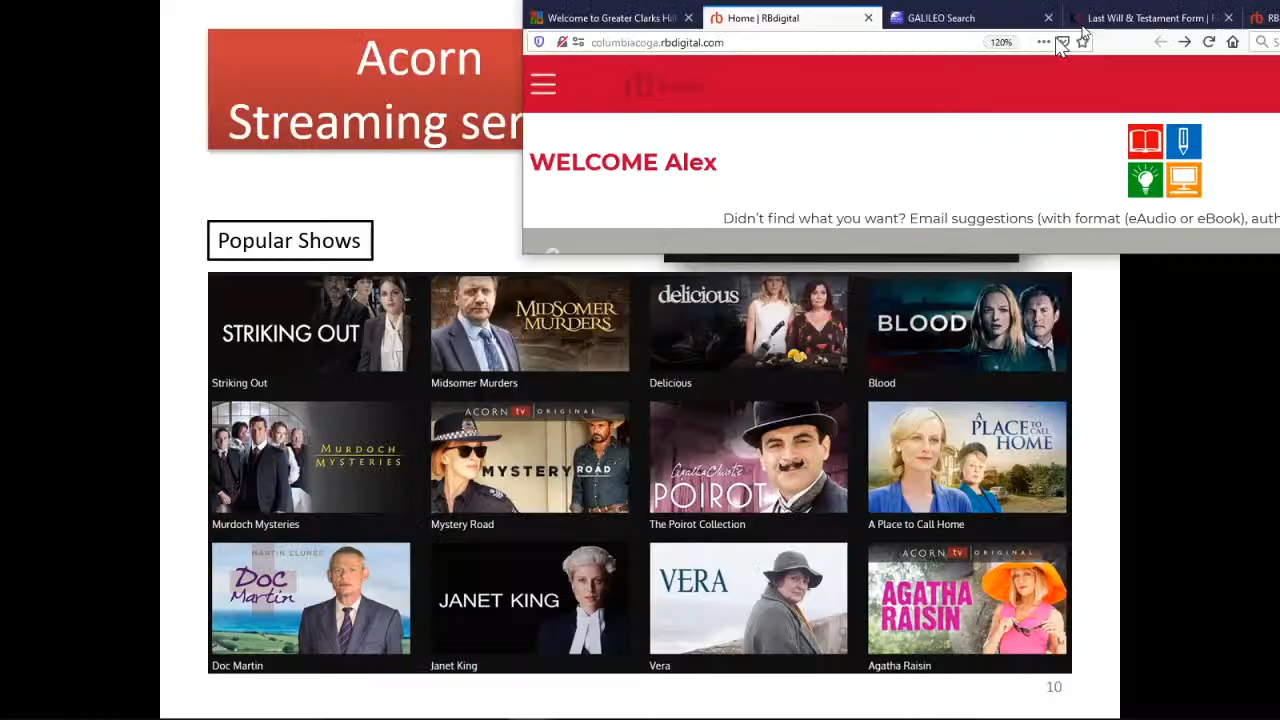 Acorn
Streaming ser
Welcome to Greater Clarks Hil
Home | RBdigital
GALILEO Search
Last Will & Testament Form |
RB
columbiacoga.rbdigital.com
120%
WELCOME Alex
Didn't find what you want? Email suggestions (with format (eAudio or eBook), auth
Popular Shows
STRIKING OUT
MIDSOMER
MURDERS
delicious
BLOOD
Striking Out
Midsomer Murders
Delicious
Blood
MURDOCH
MYSTERIES
ACORN tv ORIGINAL
MYSTERY ROAD
Agatha Christie
POIROT
A
PLACE TO CALL
HOME
Murdoch Mysteries
Mystery Road
The Poirot Collection
A Place to Call Home
MARTIN CLUNES
Doc
Martin
JANET KING
VERA
ACORN tv ORIGINAL
AGATHA
RAISIN
Doc Martin
Janet King
Vera
Agatha Raisin
10